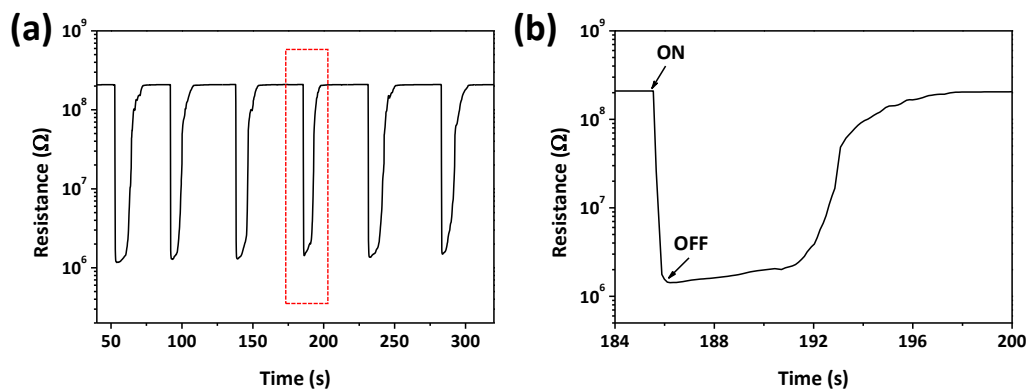 (a)
Resistance (Ω)
10⁹
10⁸
10⁷
10⁶
50 100 150 200 250 300
Time (s)
(b)
Resistance (Ω)
10⁹
10⁸
10⁷
10⁶
ON
OFF
184 188 192 196 200
Time (s)